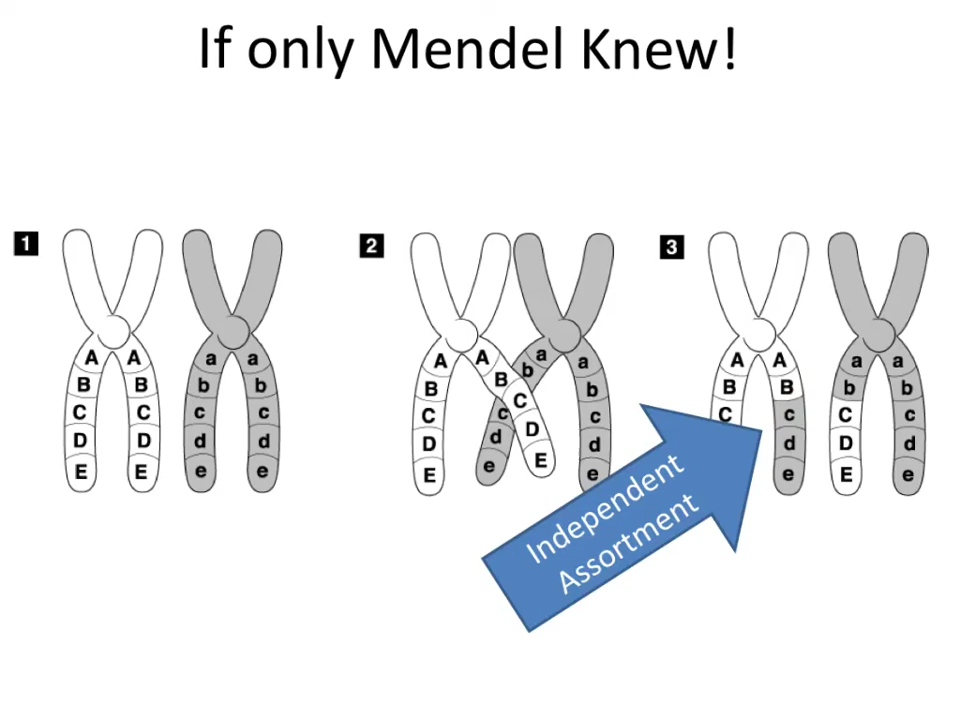 If only Mendel Knew!
1
A A a a
B B b b
C C c c
D D d d
E E e e
2
A A a a
B B b b
C C c c
D D d d
E E e e
3
A A a a
B B b b
C c C c
d D d
e E e
Independent
Assortment